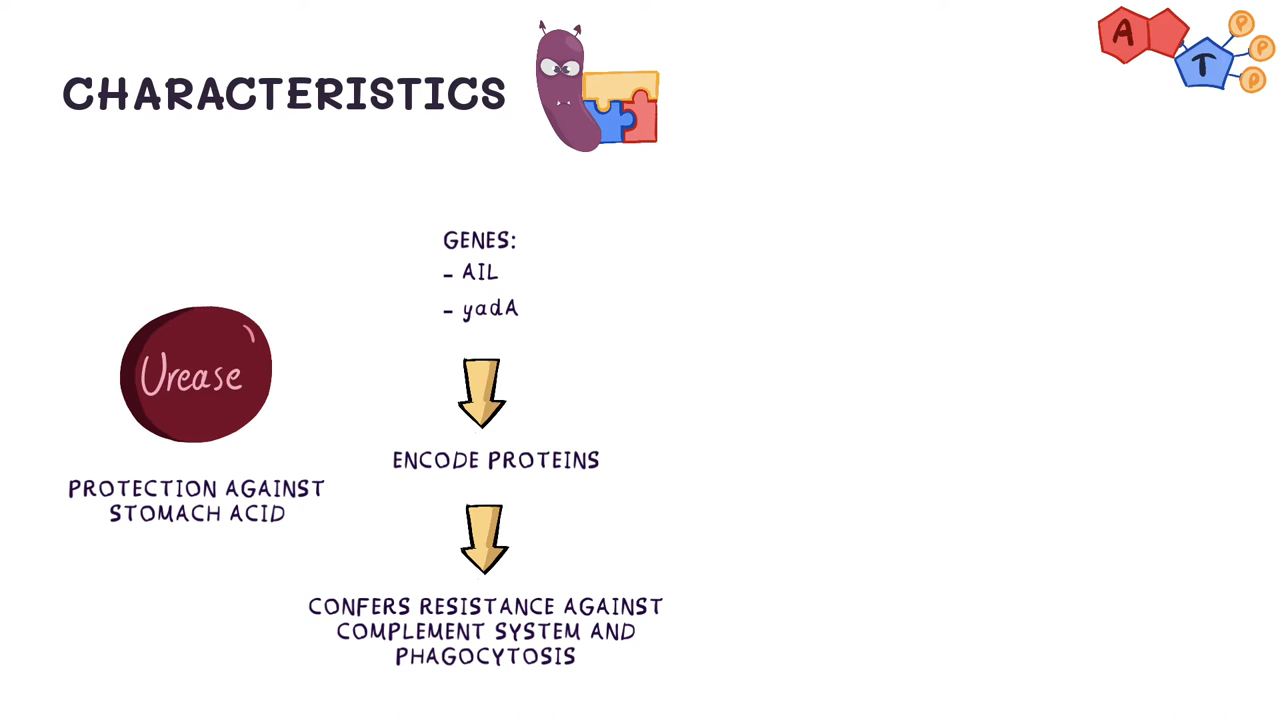 CHARACTERISTICS
A
T
P
P
P
GENES:
- AIL
- yadA
Urease
ENCODE PROTEINS
PROTECTION AGAINST
STOMACH ACID
CONFERS RESISTANCE AGAINST
COMPLEMENT SYSTEM AND
PHAGOCYTOSIS